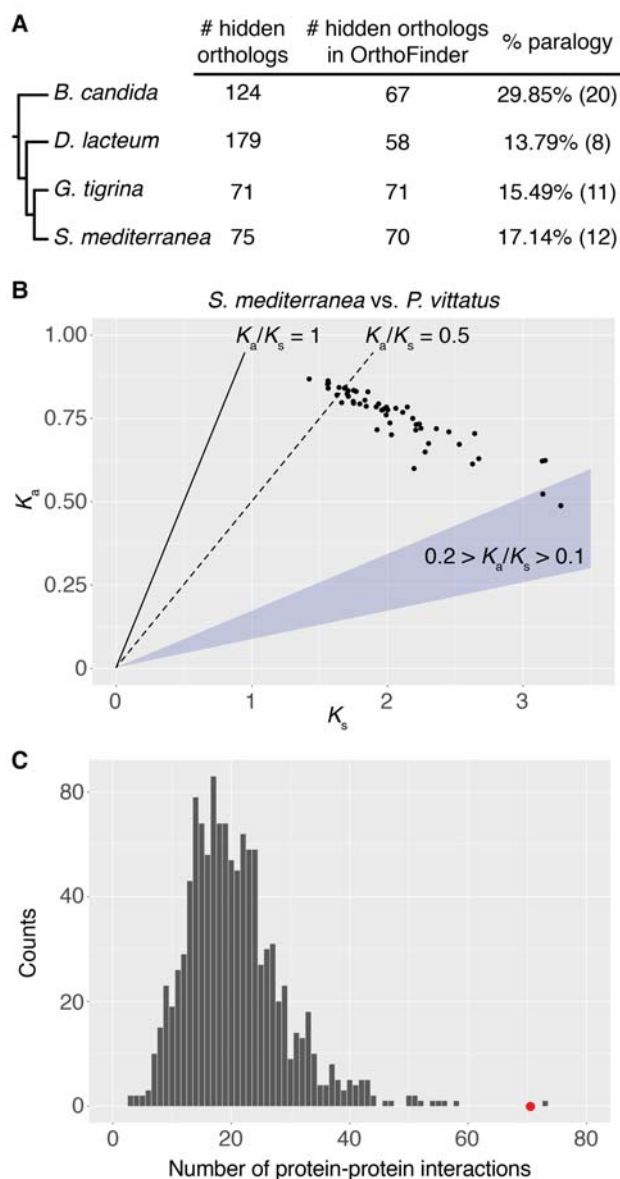 A
# hidden orthologs # hidden orthologs in OrthoFinder % paralogy
B. candida 124 67 29.85% (20)
D. lacteum 179 58 13.79% (8)
G. tigrina 71 71 15.49% (11)
S. mediterranea 75 70 17.14% (12)
B
S. mediterranea vs. P. vittatus
Ka/Ks = 1 Ka/Ks = 0.5
1.00
0.75
0.50
0.25
0
Ka
0.2 > Ka/Ks > 0.1
0 1 2 3
Ks
C
80
40
20
0
Counts
0 20 40 60 80
Number of protein-protein interactions